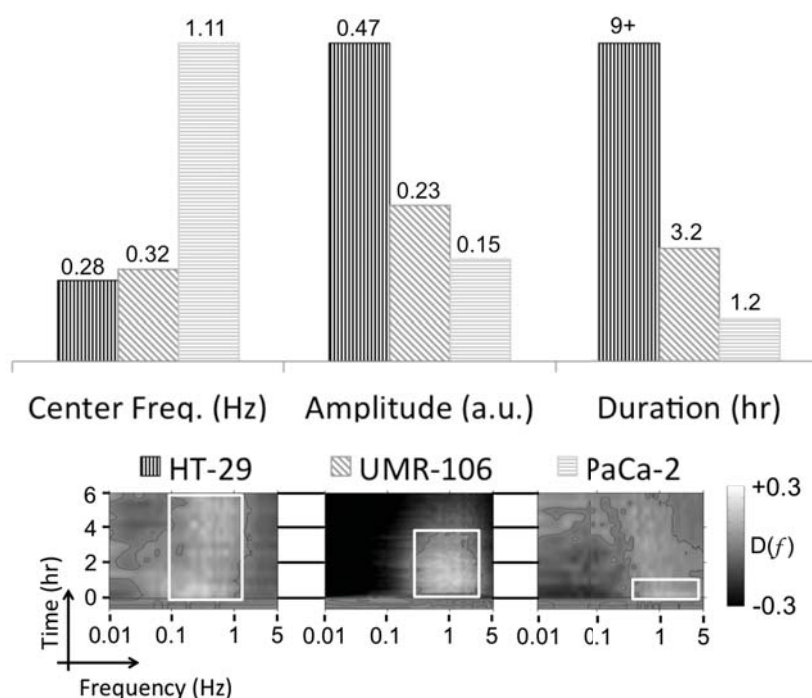 1.11
0.47
9+
0.28
0.32
0.23
0.15
3.2
1.2
Center Freq. (Hz) Amplitude (a.u.) Duration (hr)
HT-29 UMR-106 PaCa-2
6
4
2
0
Time (hr)
+0.3
D(f)
-0.3
0.01 0.1 1 5 0.01 0.1 1 5 0.01 0.1 1 5
Frequency (Hz)